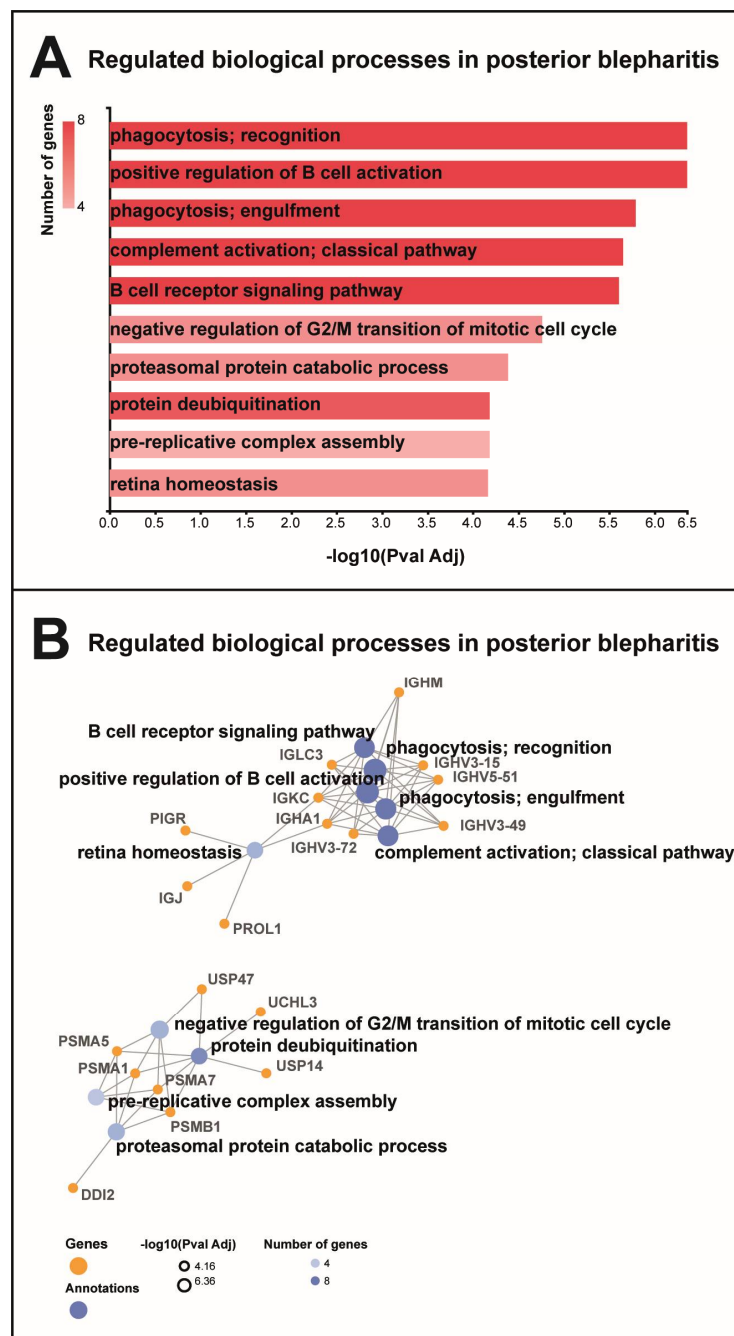 A Regulated biological processes in posterior blepharitis
Number of genes
8
4
phagocytosis; recognition
positive regulation of B cell activation
phagocytosis; engulfment
complement activation; classical pathway
B cell receptor signaling pathway
negative regulation of G2/M transition of mitotic cell cycle
proteasomal protein catabolic process
protein deubiquitination
pre-replicative complex assembly
retina homeostasis
0.0 0.5 1.0 1.5 2.0 2.5 3.0 3.5 4.0 4.5 5.0 5.5 6.0 6.5
-log10(Pval Adj)
B Regulated biological processes in posterior blepharitis
IGHM
B cell receptor signaling pathway
phagocytosis; recognition
IGLC3
IGHV3-15
positive regulation of B cell activation
IGHV5-51
IGKC
phagocytosis; engulfment
PIGR
IGHA1
IGHV3-49
IGHV3-72
retina homeostasis
complement activation; classical pathway
IGJ
PROL1
USP47
UCHL3
negative regulation of G2/M transition of mitotic cell cycle
PSMA5
protein deubiquitination
PSMA1
USP14
PSMA7
pre-replicative complex assembly
PSMB1
proteasomal protein catabolic process
DDI2
Genes -log10(Pval Adj) Number of genes
4.16 4
6.36 8
Annotations